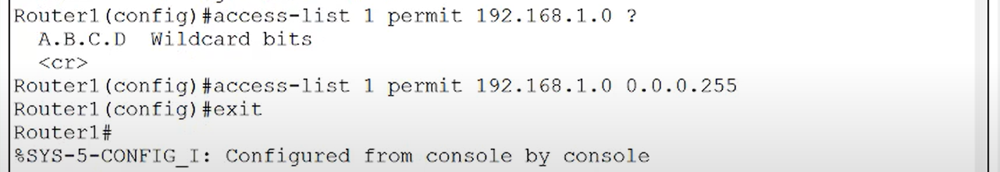 Router1(config)#access-list 1 permit 192.168.1.0 ?
A.B.C.D  Wildcard bits
<cr>
Router1(config)#access-list 1 permit 192.168.1.0 0.0.0.255
Router1(config)#exit
Router1#
%SYS-5-CONFIG_I: Configured from console by console